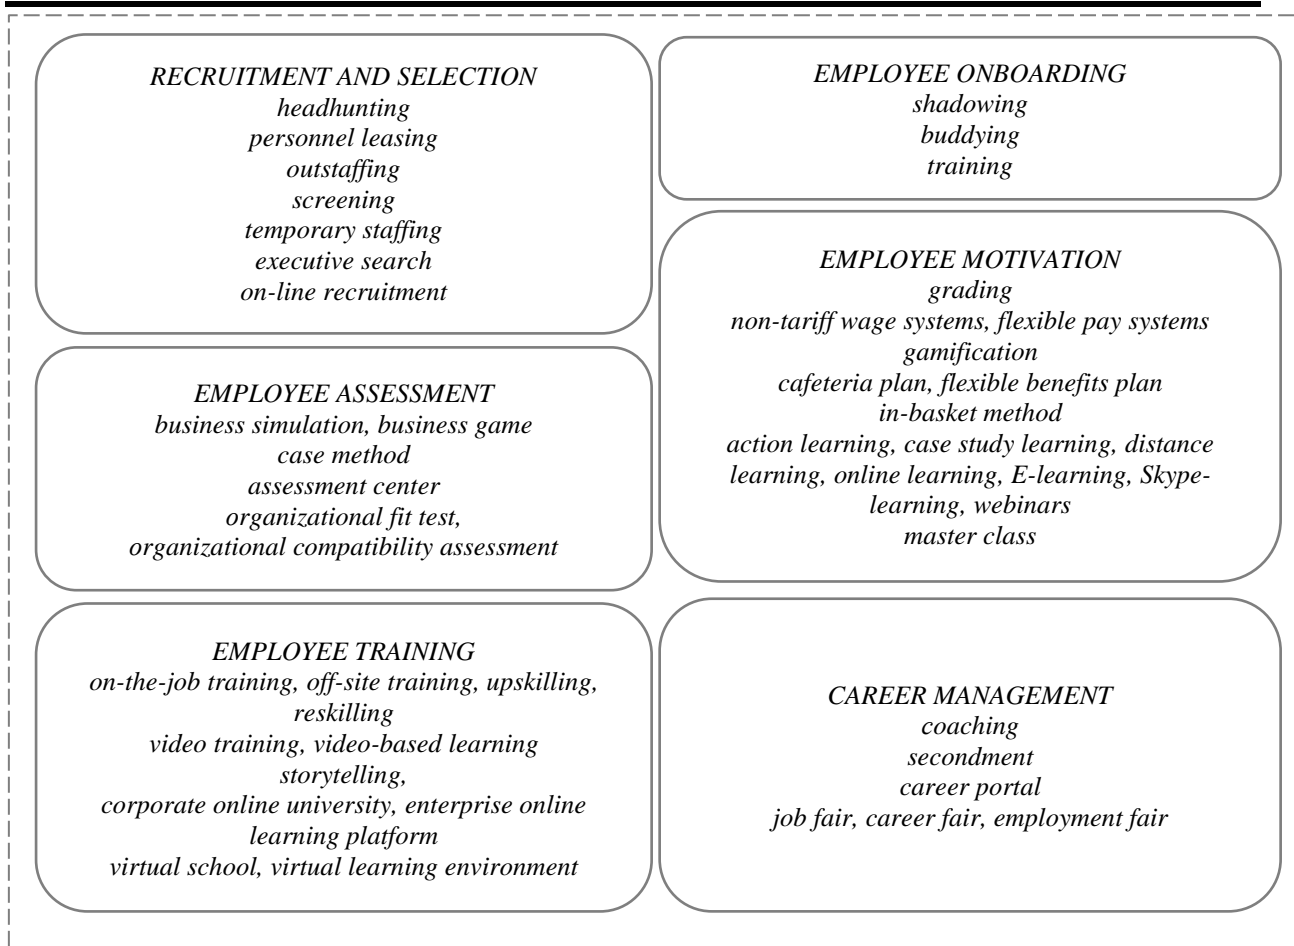 RECRUITMENT AND SELECTION
headhunting
personnel leasing
outstaffing
screening
temporary staffing
executive search
on-line recruitment
EMPLOYEE ONBOARDING
shadowing
buddying
training
EMPLOYEE MOTIVATION
grading
non-tariff wage systems, flexible pay systems
gamification
cafeteria plan, flexible benefits plan
in-basket method
action learning, case study learning, distance
learning, online learning, E-learning, Skype-
learning, webinars
master class
EMPLOYEE ASSESSMENT
business simulation, business game
case method
assessment center
organizational fit test,
organizational compatibility assessment
EMPLOYEE TRAINING
on-the-job training, off-site training, upskilling,
reskilling
video training, video-based learning
storytelling,
corporate online university, enterprise online
learning platform
virtual school, virtual learning environment
CAREER MANAGEMENT
coaching
secondment
career portal
job fair, career fair, employment fair